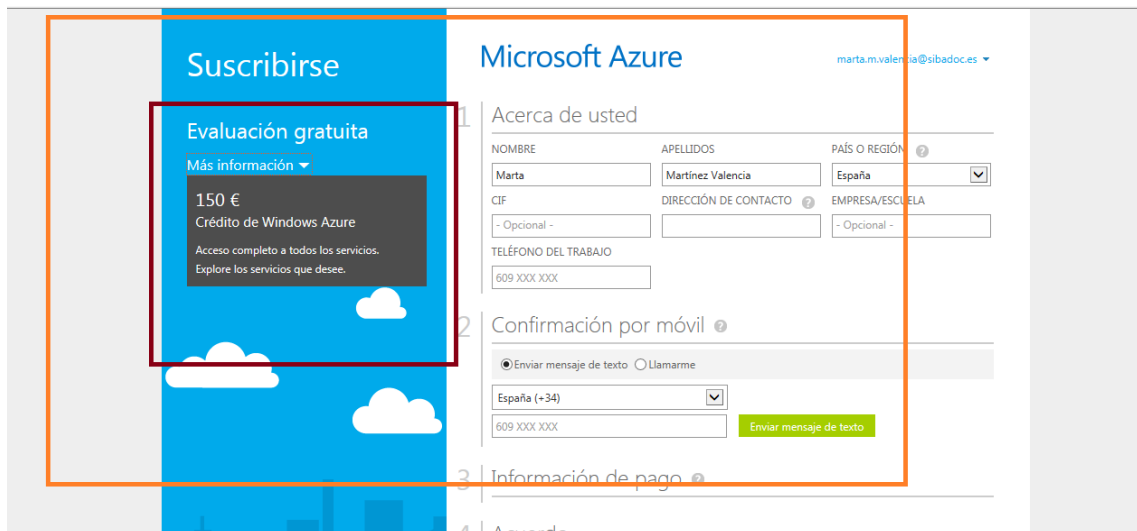 Suscribirse
Evaluación gratuita
Más información
150 €
Crédito de Windows Azure
Acceso completo a todos los servicios.
Explore los servicios que desee.
Microsoft Azure
marta.m.valencia@sibadoc.es
1 Acerca de usted
NOMBRE APELLIDOS PAÍS O REGIÓN ?
Marta Martínez Valencia España
CIF DIRECCIÓN DE CONTACTO ? EMPRESA/ESCUELA
- Opcional - - Opcional -
TELÉFONO DEL TRABAJO
609 XXX XXX
2 Confirmación por móvil ?
Enviar mensaje de texto Llamarme
España (+34)
609 XXX XXX Enviar mensaje de texto
3 Información de pago ?
4 Acuerdo